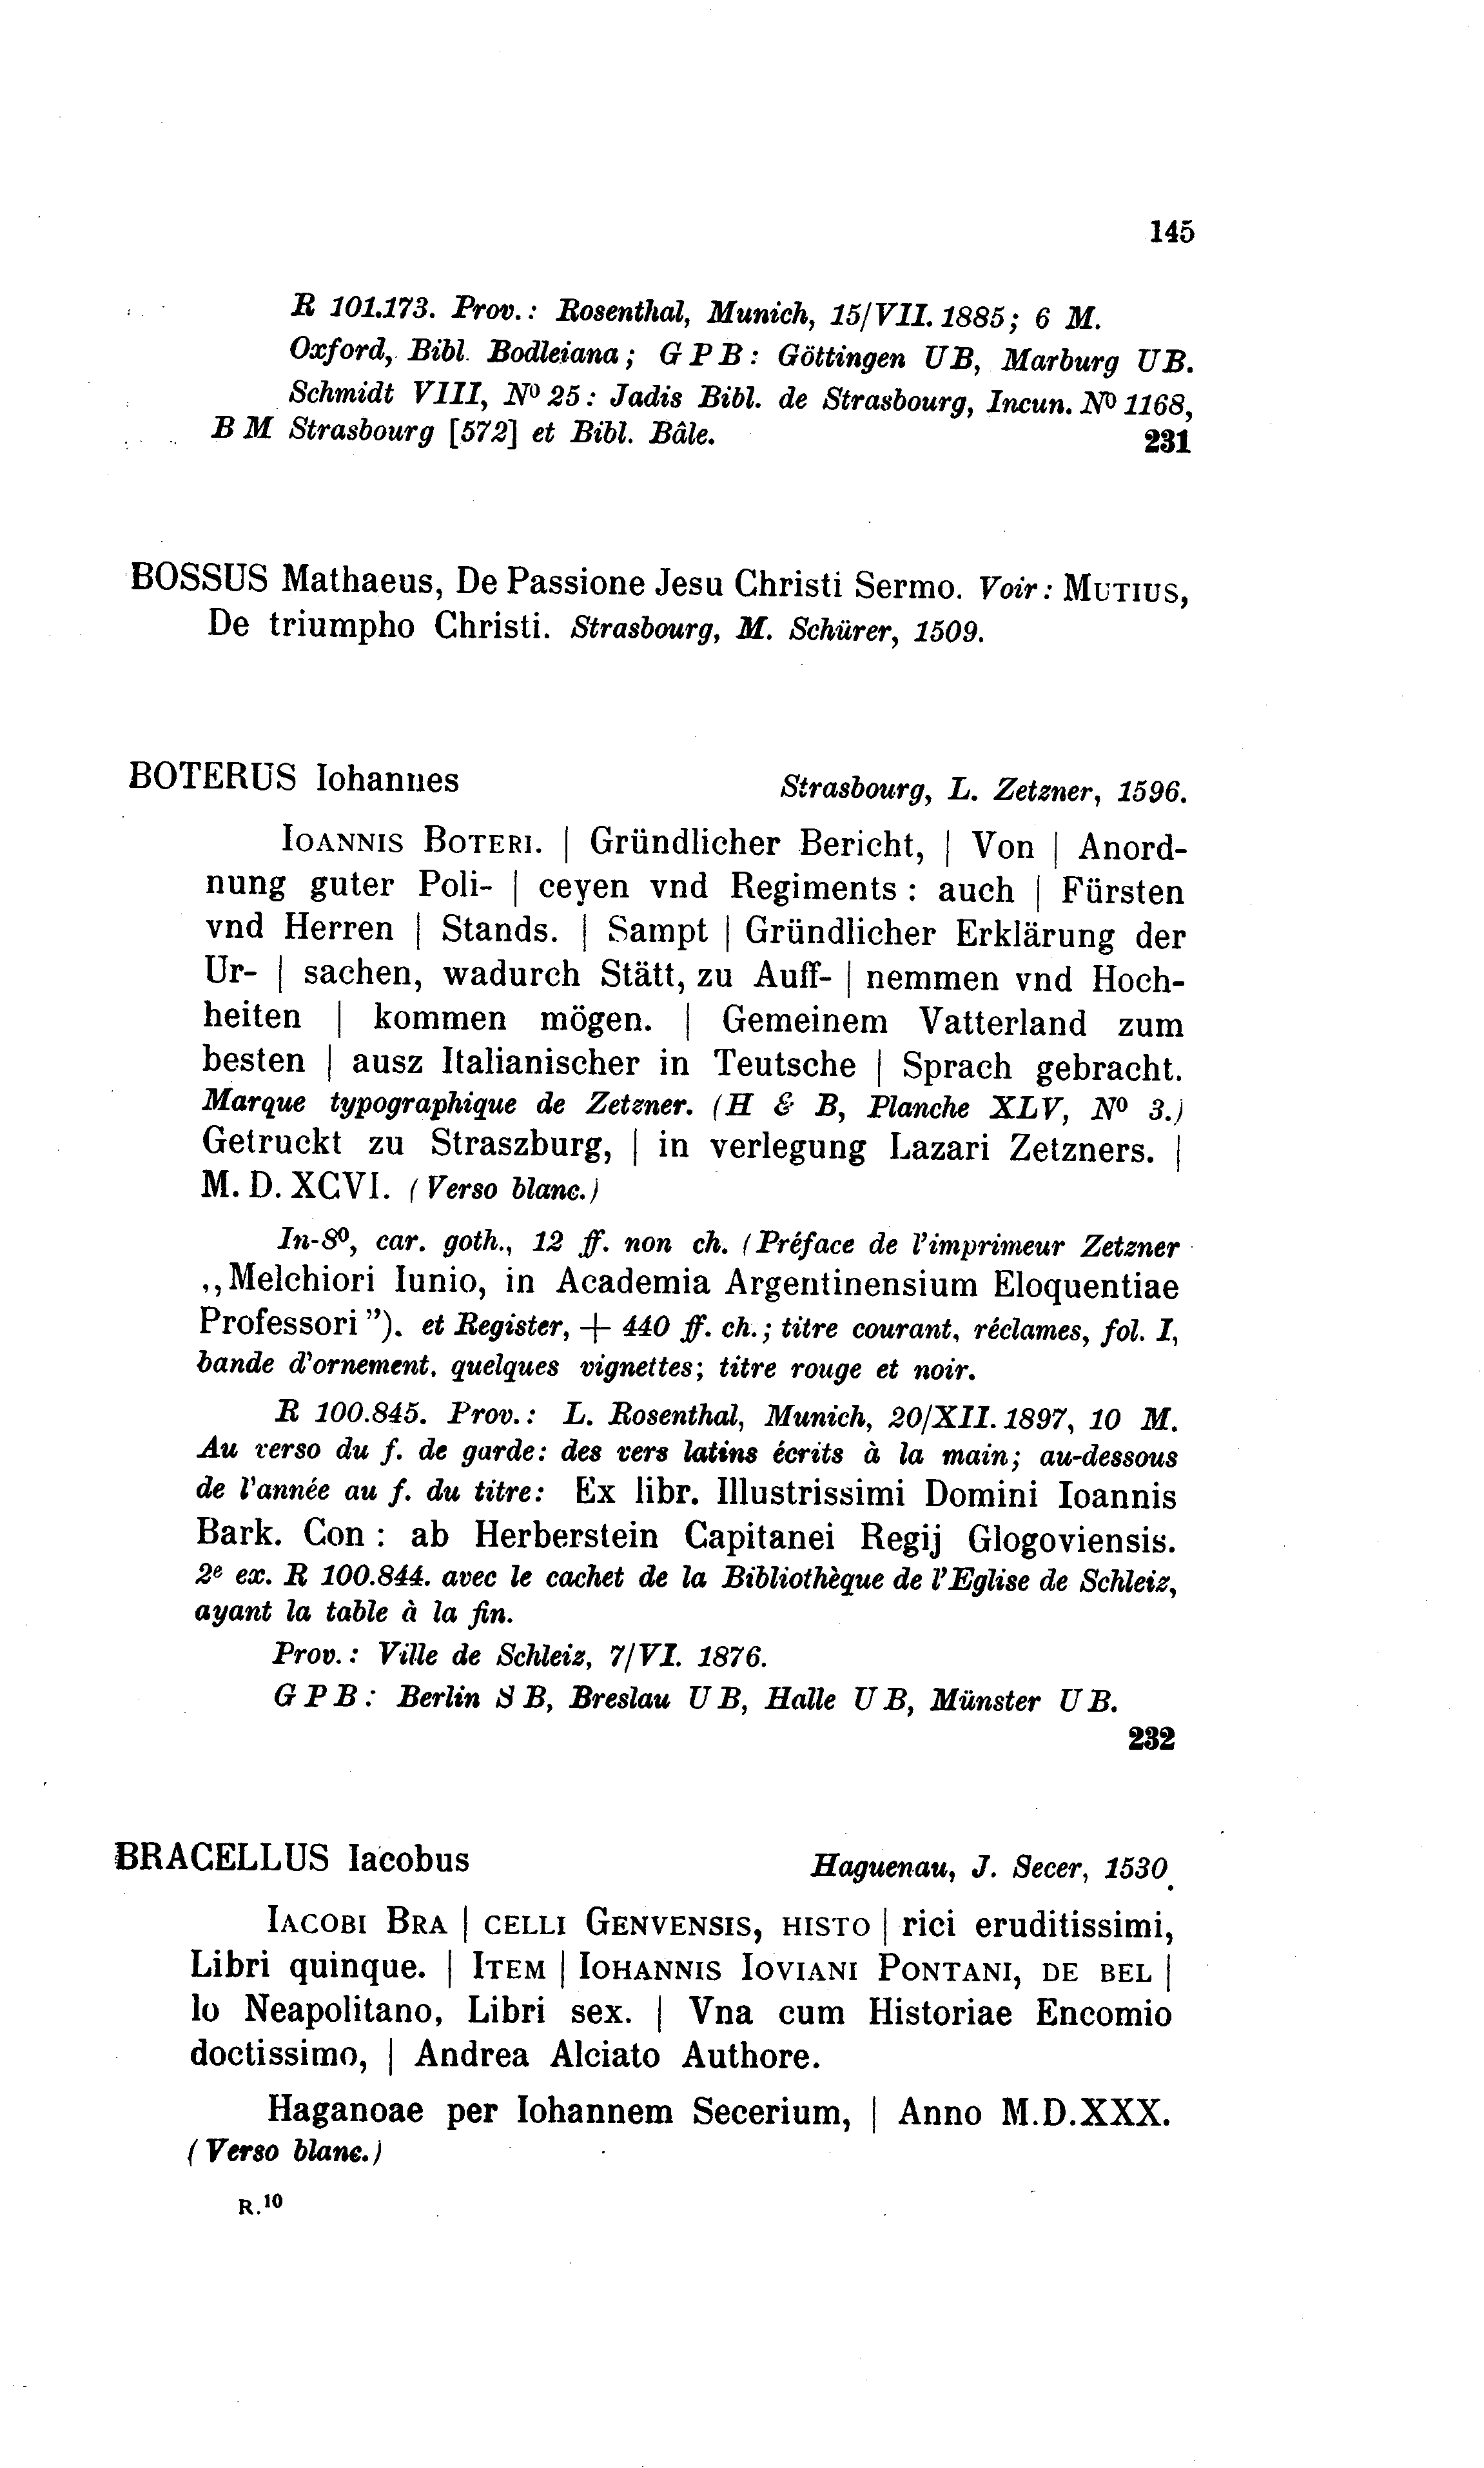 145
R 101.173. Prov.: Rosenthal, Munich, 15/VII. 1885; 6 M.
Oxford, Bibl. Bodleiana; G P B: Göttingen UB, Marburg UB.
Schmidt VIII, Nº 25: Jadis Bibl. de Strasbourg, Incun. Nº 1168,
B M Strasbourg [572] et Bibl. Bâle.
231
BOSSUS Mathaeus, De Passione Jesu Christi Sermo. Voir: MUTIUS,
De triumpho Christi. Strasbourg, M. Schürer, 1509.
BOTERUS Iohannes Strasbourg, L. Zetzner, 1596.
IOANNIS BOTERI. | Gründlicher Bericht, | Von | Anord-
nung guter Poli- | ceyen vnd Regiments: auch | Fürsten
vnd Herren | Stands. | Sampt | Gründlicher Erklärung der
Ur- | sachen, wadurch Stätt, zu Auff- | nemmen vnd Hoch-
heiten | kommen mögen. | Gemeinem Vatterland zum
besten | ausz Italianischer in Teutsche | Sprach gebracht.
Marque typographique de Zetzner. (H & B, Planche XLV, Nº 3.)
Getruckt zu Straszburg, | in verlegung Lazari Zetzners. |
M. D. XCVI. (Verso blanc.)
In-8º, car. goth., 12 ff. non ch. (Préface de l'imprimeur Zetzner
„Melchiori Iunio, in Academia Argentinensium Eloquentiae
Professori”). et Register, + 440 ff. ch.; titre courant, réclames, fol. I,
bande d'ornement, quelques vignettes; titre rouge et noir.
R 100.845. Prov.: L. Rosenthal, Munich, 20/XII. 1897, 10 M.
Au verso du f. de garde: des vers latins écrits à la main; au-dessous
de l'année au f. du titre: Ex libr. Illustrissimi Domini Ioannis
Bark. Con: ab Herberstein Capitanei Regij Glogoviensis.
2e ex. R 100.844. avec le cachet de la Bibliothèque de l'Eglise de Schleiz,
ayant la table à la fin.
Prov.: Ville de Schleiz, 7/VI. 1876.
G P B: Berlin S B, Breslau U B, Halle U B, Münster U B.
232
BRACELLUS Iacobus Haguenau, J. Secer, 1530.
IACOBI BRA | CELLI GENVENSIS, HISTO | rici eruditissimi,
Libri quinque. | ITEM | IOHANNIS IOVIANI PONTANI, DE BEL |
lo Neapolitano, Libri sex. | Vna cum Historiae Encomio
doctissimo, | Andrea Alciato Authore.
Haganoae per Iohannem Secerium, | Anno M.D.XXX.
(Verso blanc.)
R.10